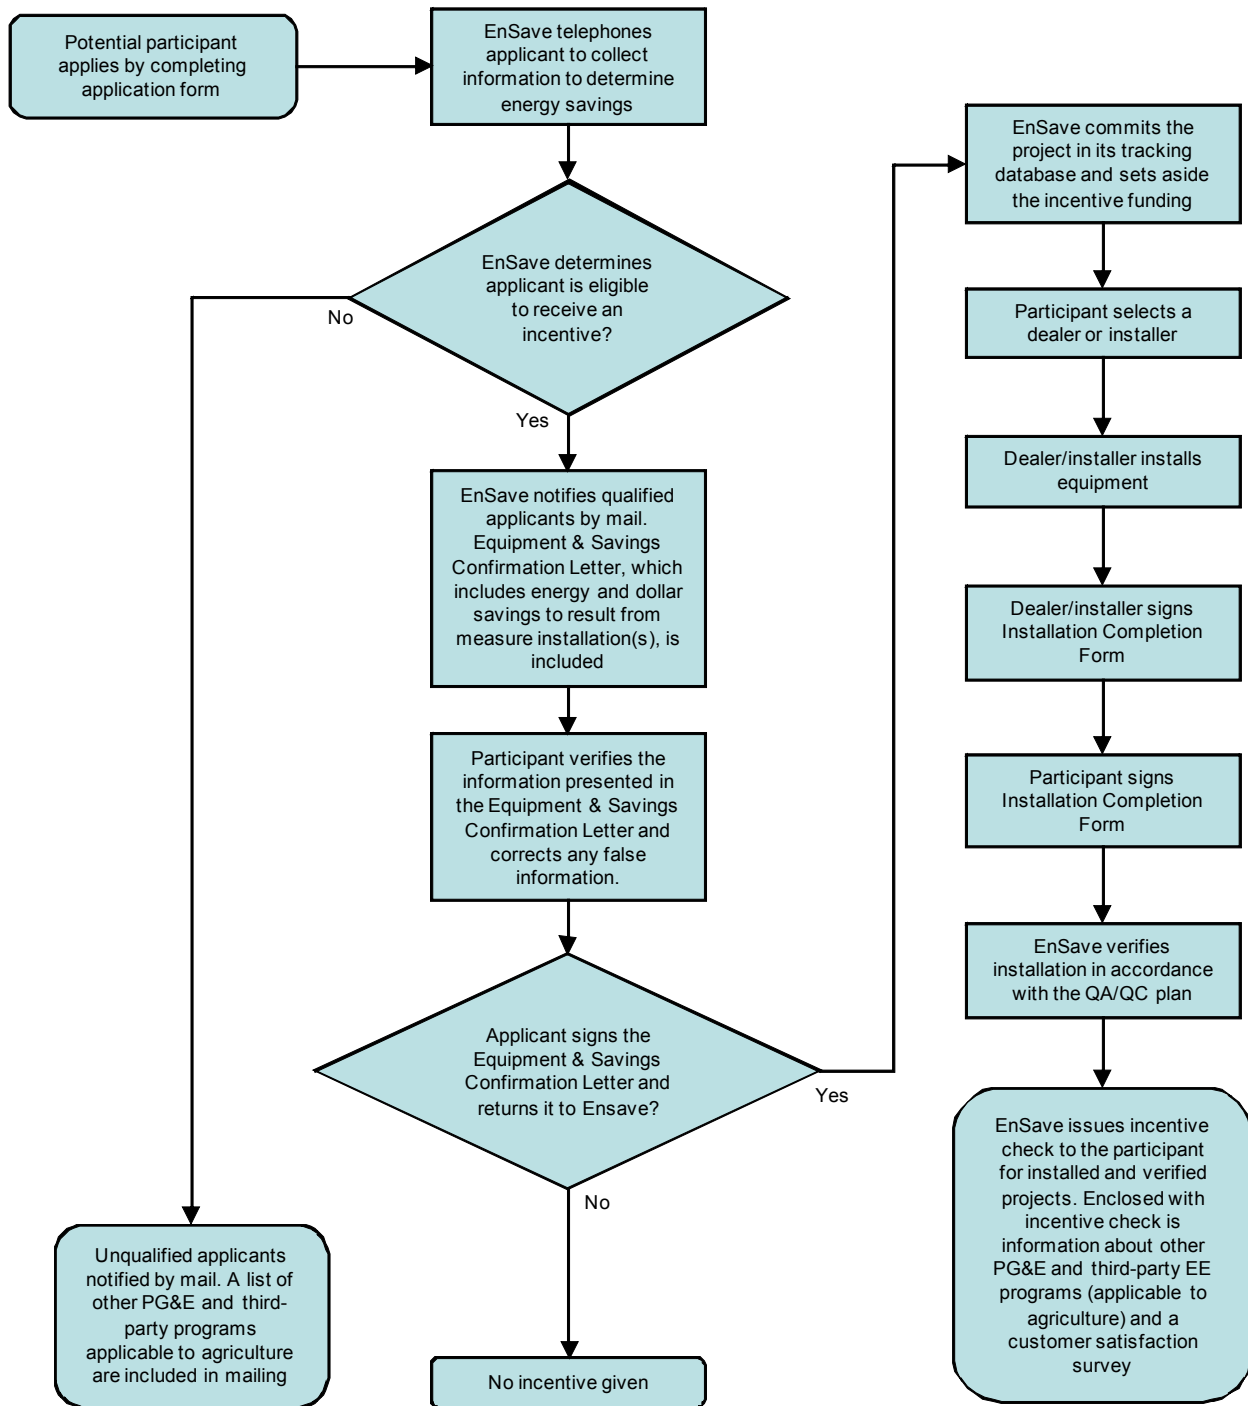 Potential participant
applies by completing
application form
EnSave telephones
applicant to collect
information to determine
energy savings
EnSave determines
applicant is eligible
to receive an
incentive?
No
Yes
EnSave notifies qualified
applicants by mail.
Equipment & Savings
Confirmation Letter, which
includes energy and dollar
savings to result from
measure installation(s), is
included
Participant verifies the
information presented in
the Equipment & Savings
Confirmation Letter and
corrects any false
information.
Applicant signs the
Equipment & Savings
Confirmation Letter and
returns it to Ensave?
Yes
No
Unqualified applicants
notified by mail. A list of
other PG&E and third-
party programs
applicable to agriculture
are included in mailing
No incentive given
EnSave commits the
project in its tracking
database and sets aside
the incentive funding
Participant selects a
dealer or installer
Dealer/installer installs
equipment
Dealer/installer signs
Installation Completion
Form
Participant signs
Installation Completion
Form
EnSave verifies
installation in accordance
with the QA/QC plan
EnSave issues incentive
check to the participant
for installed and verified
projects. Enclosed with
incentive check is
information about other
PG&E and third-party EE
programs (applicable to
agriculture) and a
customer satisfaction
survey